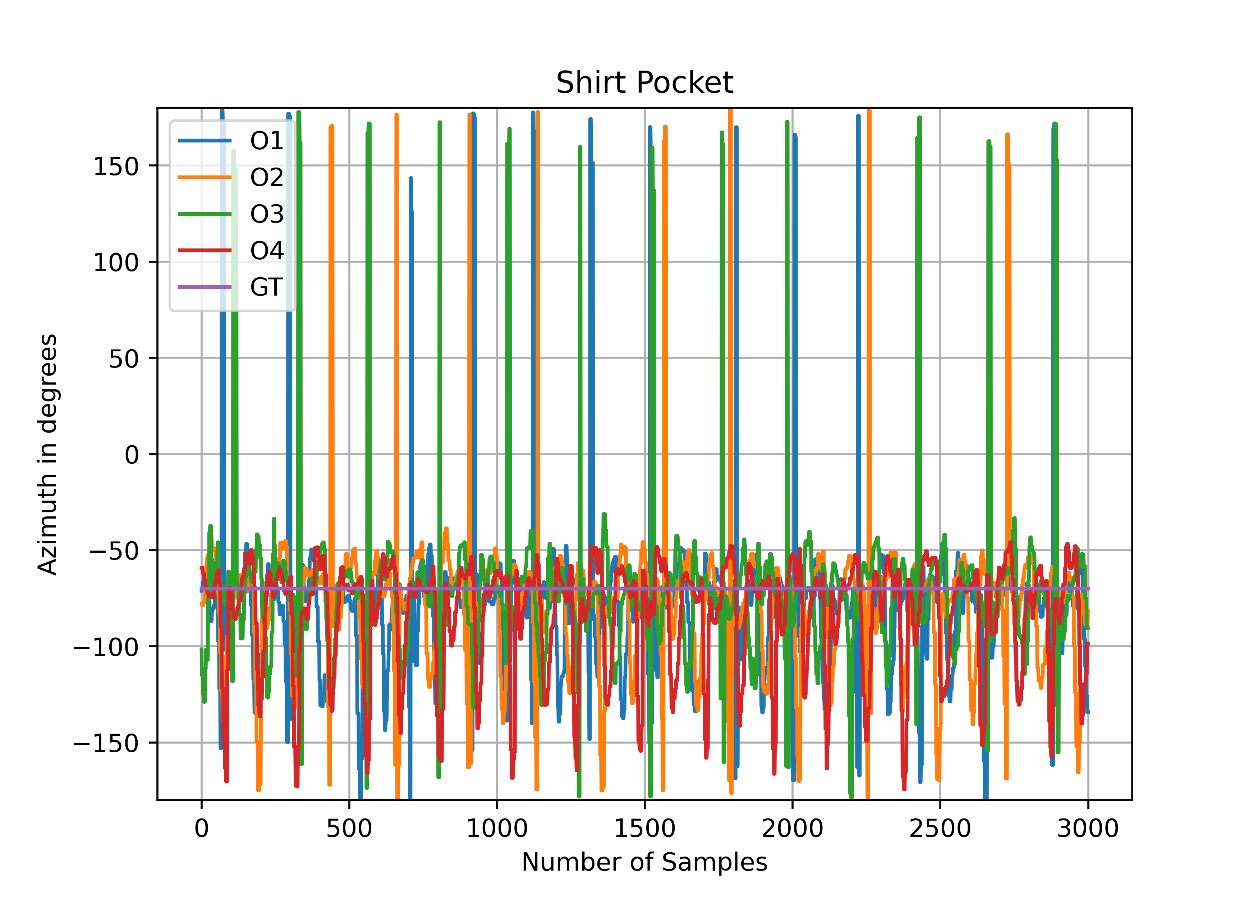 Shirt Pocket
Azimuth in degrees
150
100
50
0
−50
−100
−150
O1
O2
O3
O4
GT
0 500 1000 1500 2000 2500 3000
Number of Samples